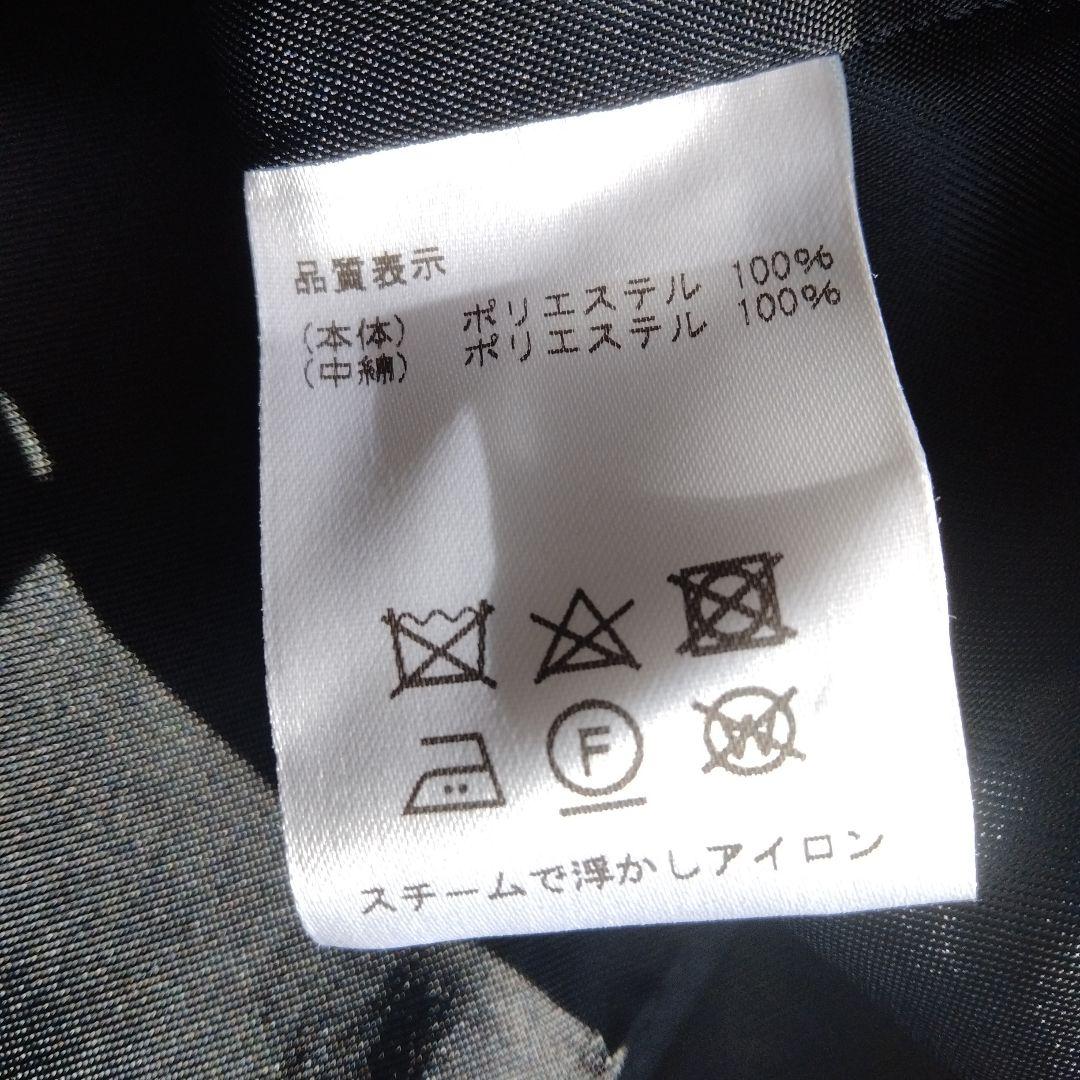 品質表示
(本体) ポリエステル 100%
(中綿) ポリエステル 100%
F
W
スチームで浮かしアイロン